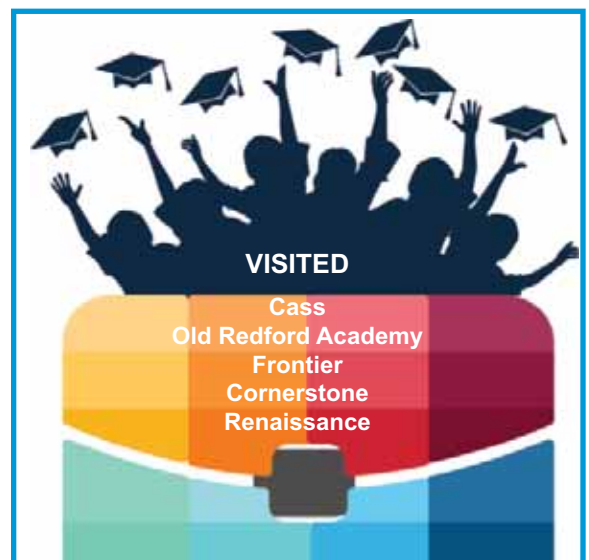 VISITED
Cass
Old Redford Academy
Frontier
Cornerstone
Renaissance